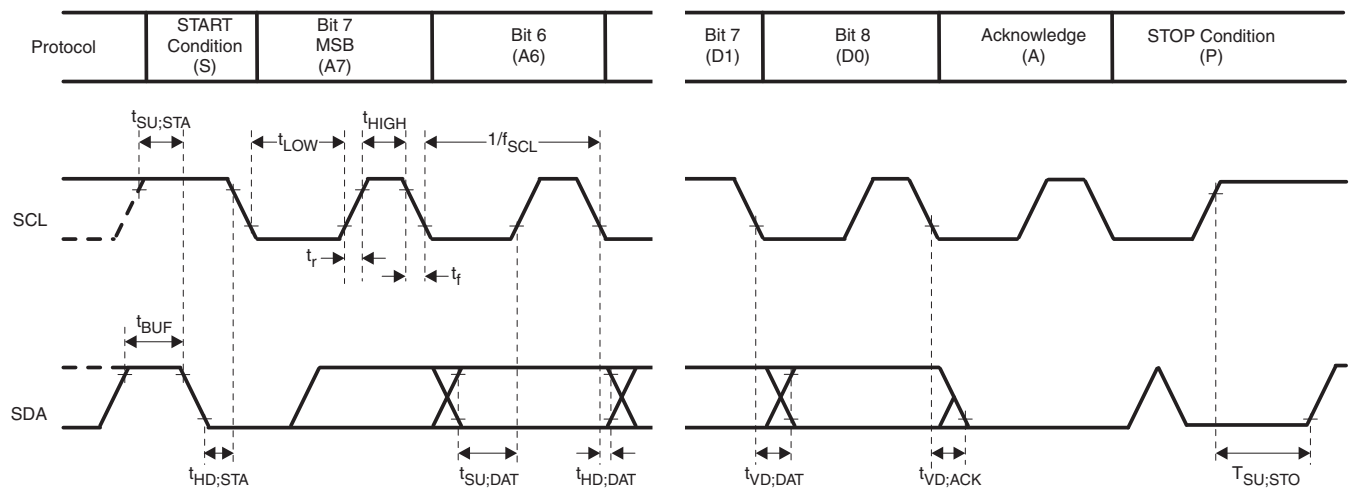 Protocol
START
Condition
(S)
Bit 7
MSB
(A7)
Bit 6
(A6)
Bit 7
(D1)
Bit 8
(D0)
Acknowledge
(A)
STOP Condition
(P)
tSU;STA
tLOW
tHIGH
1/fSCL
SCL
tr
tf
tBUF
SDA
tHD;STA
tSU;DAT
tHD;DAT
tVD;DAT
tVD;ACK
TSU;STO